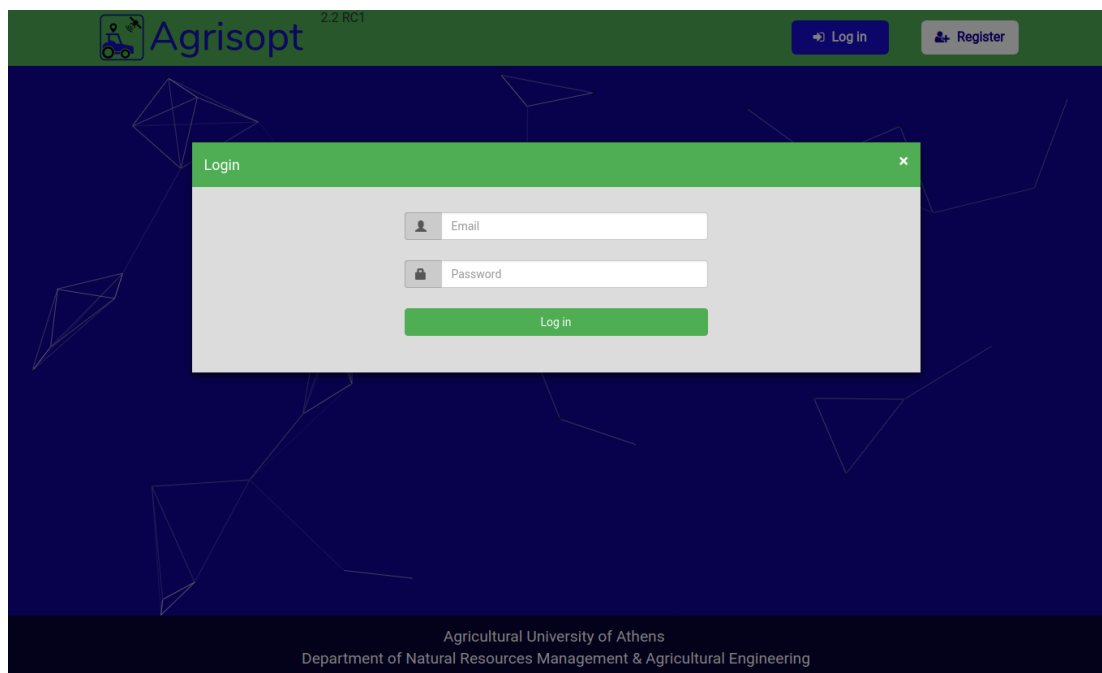 Agrisopt
2.2 RC1
Log in
Register
Login
×
Email
Password
Log in
Agricultural University of Athens
Department of Natural Resources Management & Agricultural Engineering